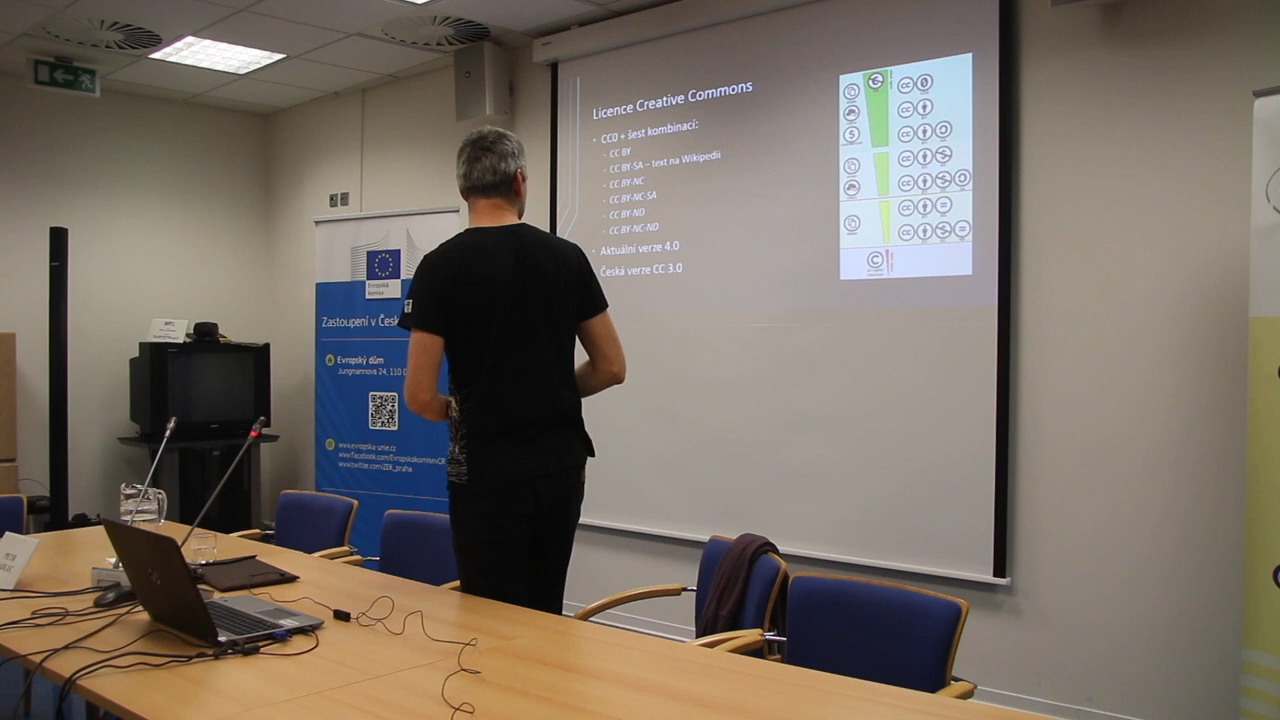 Licence Creative Commons
CC0 + šest kombinací:
CC BY
CC BY-SA – text na Wikipedii
CC BY-NC
CC BY-NC-SA
CC BY-ND
CC BY-NC-ND
Aktuální verze 4.0
Česká verze CC 3.0
Evropská
komise
Zastoupení v Česk
Evropský dům
Jungmannova 24, 110 0
www.evropska-unie.cz
www.facebook.com/EvropskakomisevCR
www.twitter.com/ZEK_praha
PETR